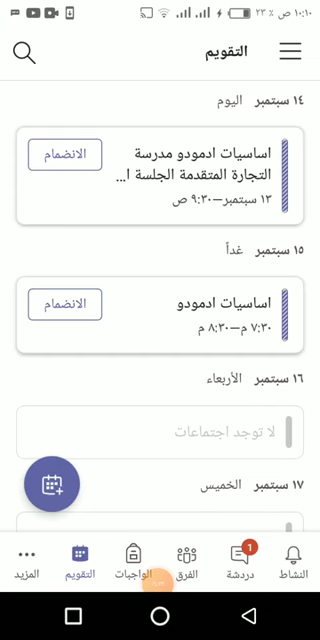 ١٠:١٠ ص ٪ ٢٣
التقويم
١٤ سبتمبر اليوم
اساسيات ادمودو مدرسة
التجارة المتقدمة الجلسة ا...
١٣ سبتمبر–٩:٣٠ ص
الانضمام
١٥ سبتمبر غداً
اساسيات ادمودو
٧:٣٠ م–٨:٣٠ م
الانضمام
١٦ سبتمبر الأربعاء
لا توجد اجتماعات
١٧ سبتمبر الخميس
1
النشاط
دردشة
الفرق
الواجبات
التقويم
المزيد